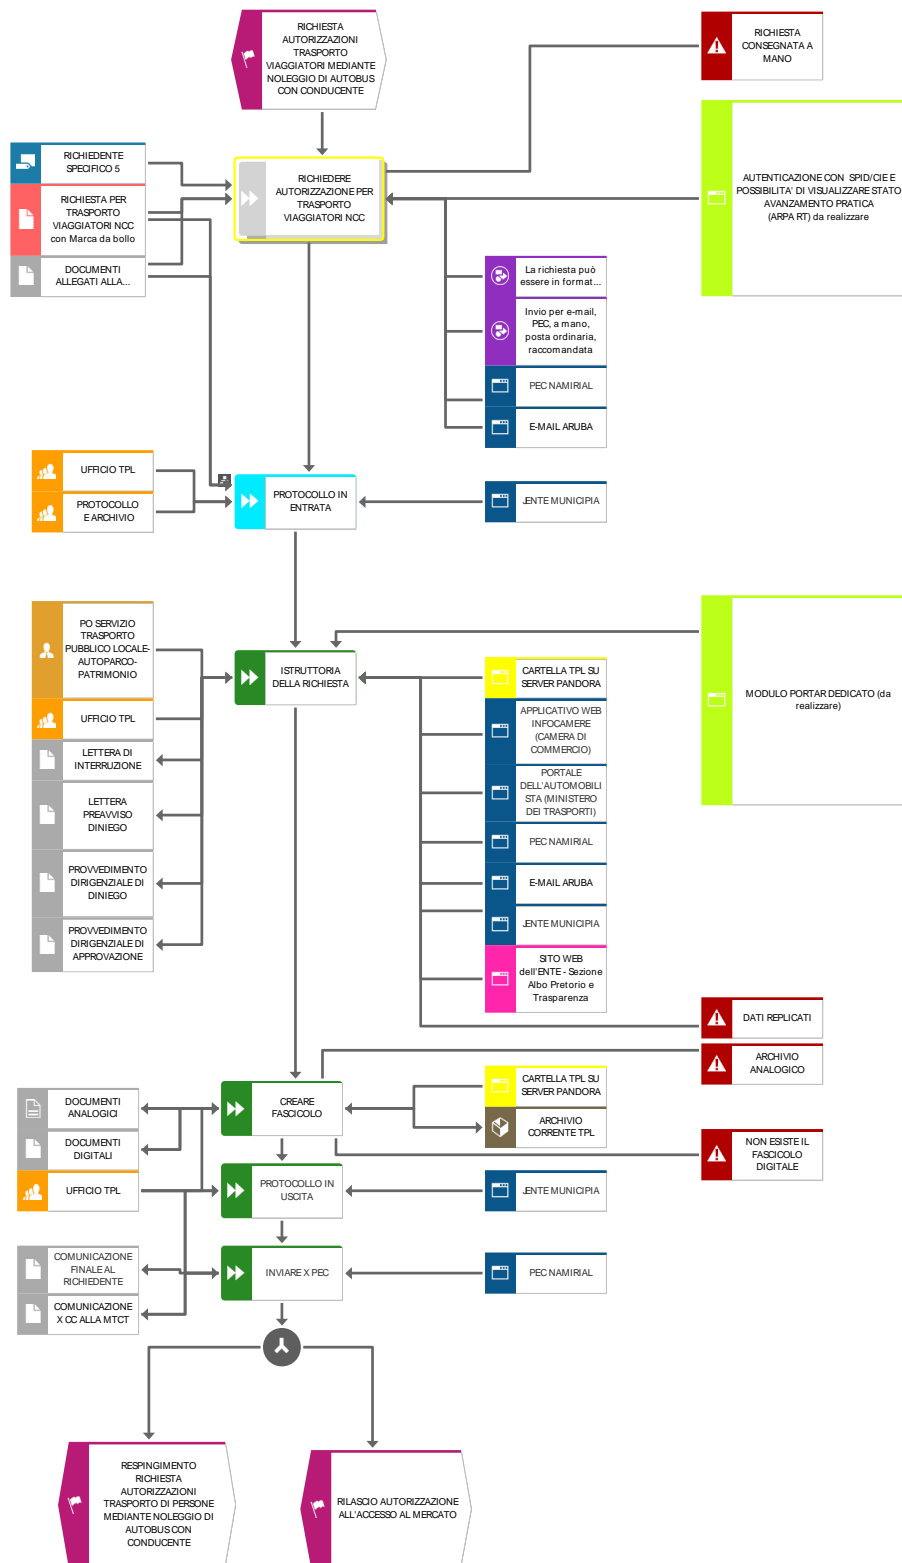 RICHIESTA
AUTORIZZAZIONI
TRASPORTO
VIAGGIATORI MEDIANTE
NOLEGGIO DI AUTOBUS
CON CONDUCENTE
RICHIESTA
CONSEGNATA A
MANO
RICHIEDENTE
SPECIFICO 5
RICHIESTA PER
TRASPORTO
VIAGGIATORI NCC
con Marca da bollo
DOCUMENTI
ALLEGATI ALLA...
RICHIEDERE
AUTORIZZAZIONE PER
TRASPORTO
VIAGGIATORI NCC
AUTENTICAZIONE CON SPID/CIE E
POSSIBILITA' DI VISUALIZZARE STATO
AVANZAMENTO PRATICA
(ARPA RT) da realizzare
La richiesta può
essere in format...
Invio per e-mail,
PEC, a mano,
posta ordinaria,
raccomandata
PEC NAMIRIAL
E-MAIL ARUBA
UFFICIO TPL
PROTOCOLLO
E ARCHIVIO
PROTOCOLLO IN
ENTRATA
JENTE MUNICIPIA
PO SERVIZIO
TRASPORTO
PUBBLICO LOCALE-
AUTOPARCO-
PATRIMONIO
UFFICIO TPL
LETTERA DI
INTERRUZIONE
LETTERA
PREAVVISO
DINIEGO
PROVVEDIMENTO
DIRIGENZIALE DI
DINIEGO
PROVVEDIMENTO
DIRIGENZIALE DI
APPROVAZIONE
ISTRUTTORIA
DELLA RICHIESTA
CARTELLA TPL SU
SERVER PANDORA
APPLICATIVO WEB
INFOCAMERE
(CAMERA DI
COMMERCIO)
PORTALE
DELL'AUTOMOBILI
STA (MINISTERO
DEI TRASPORTI)
PEC NAMIRIAL
E-MAIL ARUBA
JENTE MUNICIPIA
SITO WEB
dell'ENTE - Sezione
Albo Pretorio e
Trasparenza
MODULO PORTAR DEDICATO (da
realizzare)
DATI REPLICATI
ARCHIVIO
ANALOGICO
NON ESISTE IL
FASCICOLO
DIGITALE
DOCUMENTI
ANALOGICI
DOCUMENTI
DIGITALI
UFFICIO TPL
CREARE
FASCICOLO
CARTELLA TPL SU
SERVER PANDORA
ARCHIVIO
CORRENTE TPL
PROTOCOLLO IN
USCITA
JENTE MUNICIPIA
COMUNICAZIONE
FINALE AL
RICHIEDENTE
COMUNICAZIONE
X CC ALLA MTCT
INVIARE X PEC
PEC NAMIRIAL
RESPINGIMENTO
RICHIESTA
AUTORIZZAZIONI
TRASPORTO DI PERSONE
MEDIANTE NOLEGGIO DI
AUTOBUS CON
CONDUCENTE
RILASCIO AUTORIZZAZIONE
ALL'ACCESSO AL MERCATO